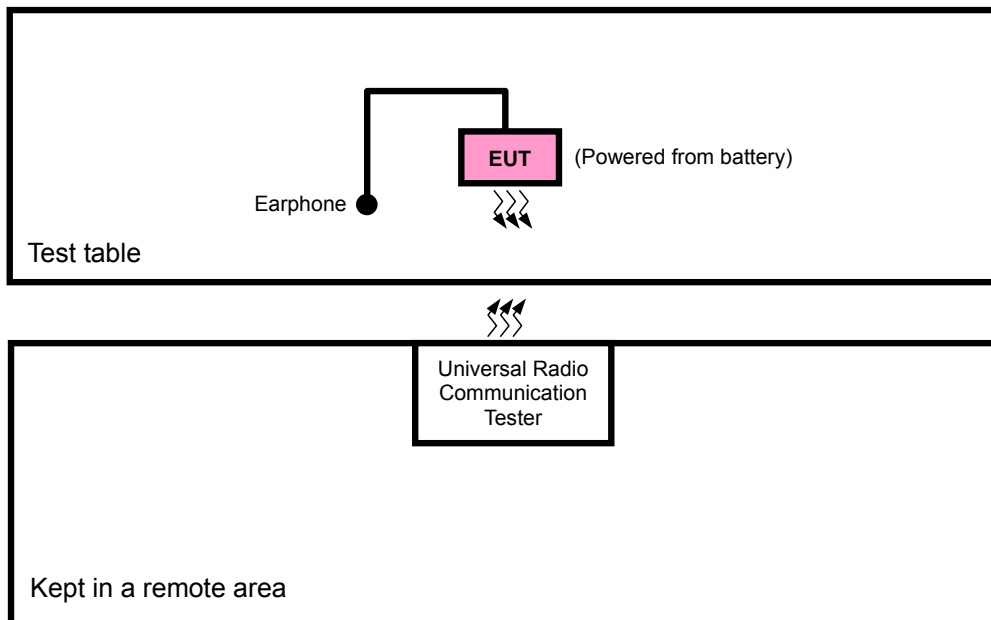 EUT
(Powered from battery)
Earphone
Test table
Universal Radio
Communication
Tester
Kept in a remote area